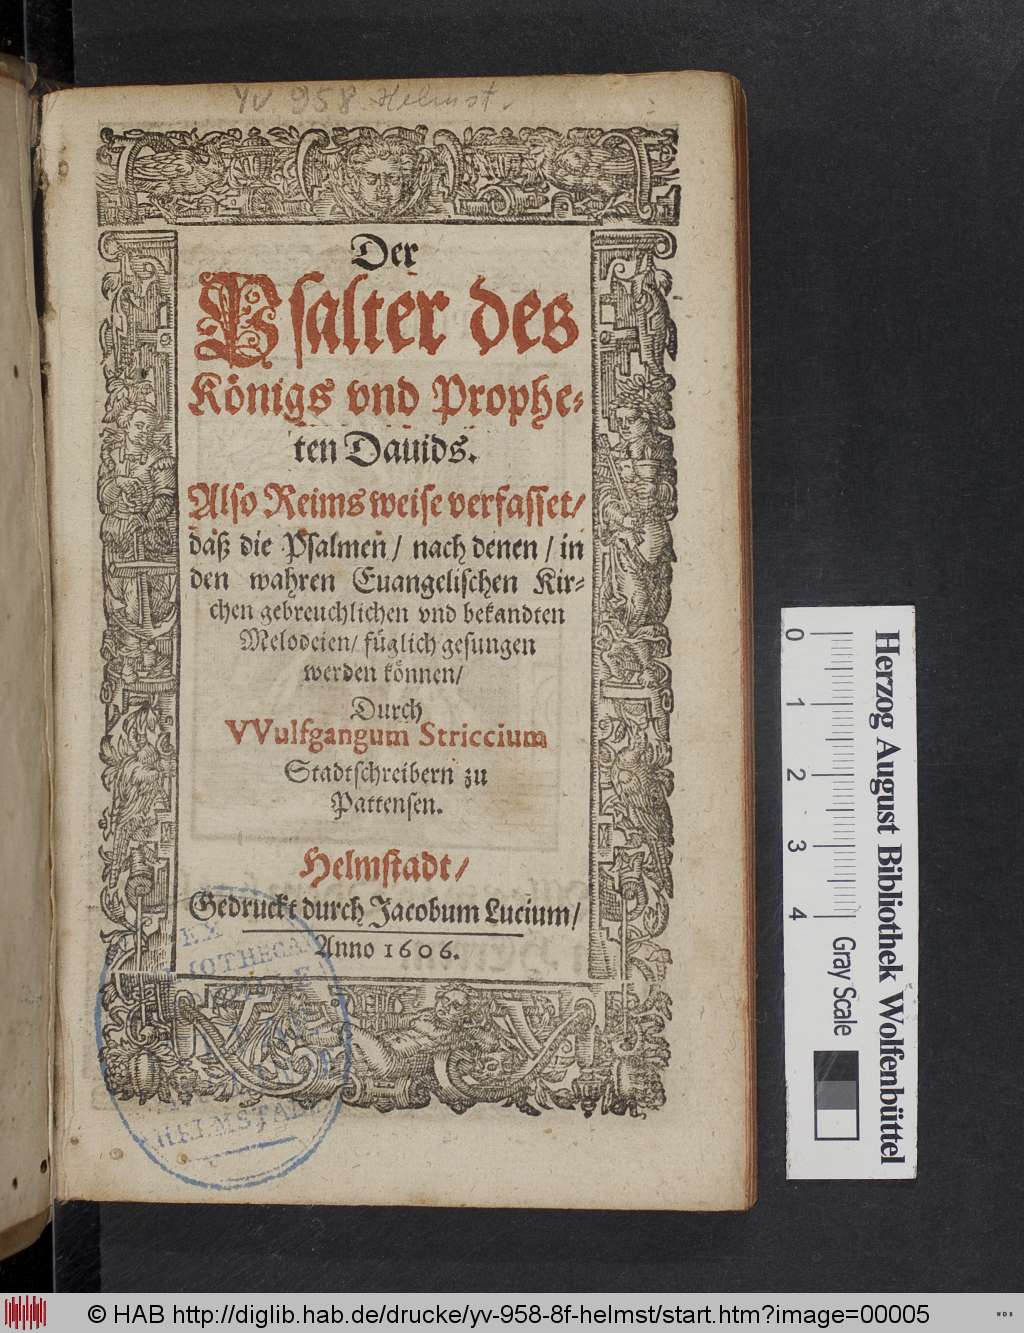 Yv 958 Helmst.
Der
Psalter des
Königs vnd Prophe-
ten Dauids.
Also Reims weise verfasset/
daß die Psalmen / nach denen / in
den wahren Euangelischen Kir-
chen gebreuchlichen vnd bekandten
Melodeien/ füglich gesungen
werden können/
Durch
VVulfgangum Striccium
Stadtschreibern zu
Pattensen.
Helmstadt/
Gedruckt durch Jacobum Lucium/
Anno 1606.
EX
HELMSTAD
0 1 2 3 4
Gray Scale
Herzog August Bibliothek Wolfenbüttel
© HAB http://diglib.hab.de/drucke/yv-958-8f-helmst/start.htm?image=00005